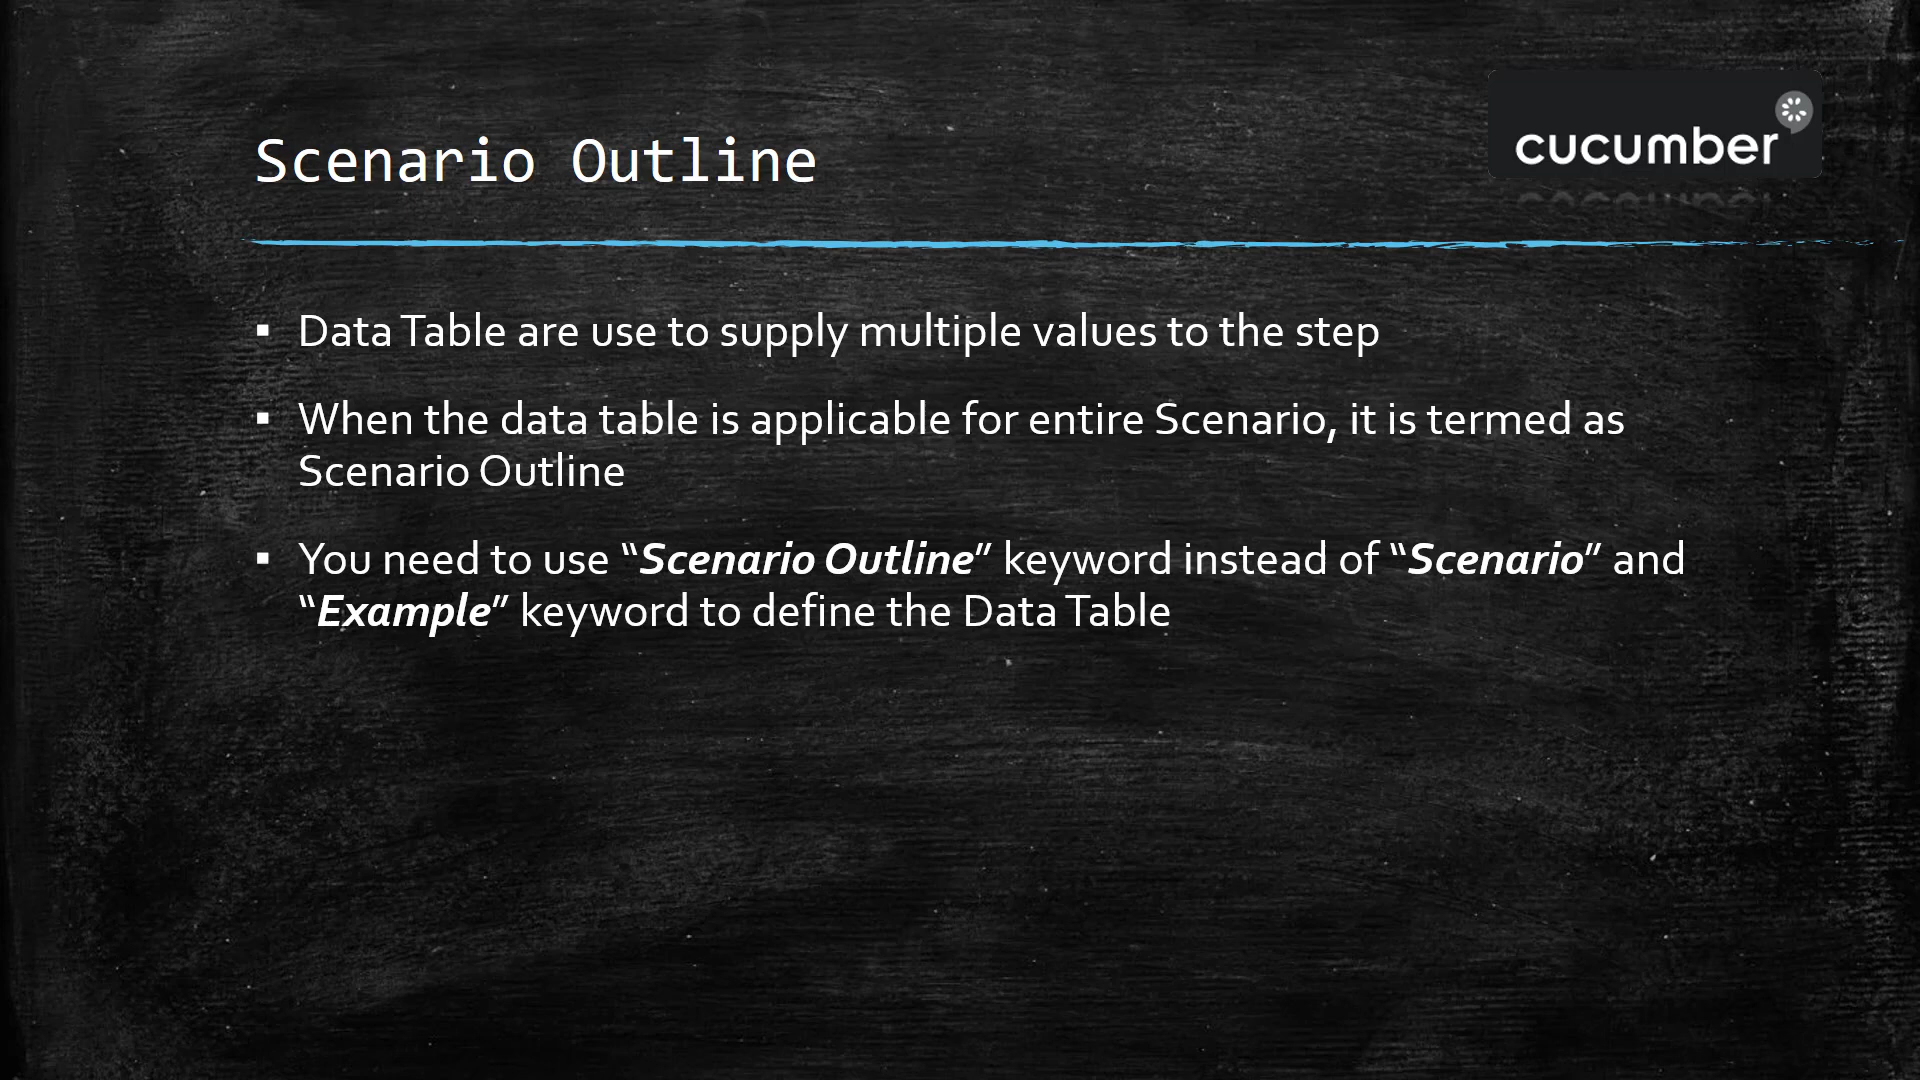 Scenario Outline
cucumber
▪ Data Table are use to supply multiple values to the step
▪ When the data table is applicable for entire Scenario, it is termed as
Scenario Outline
▪ You need to use “Scenario Outline” keyword instead of “Scenario” and
“Example” keyword to define the Data Table